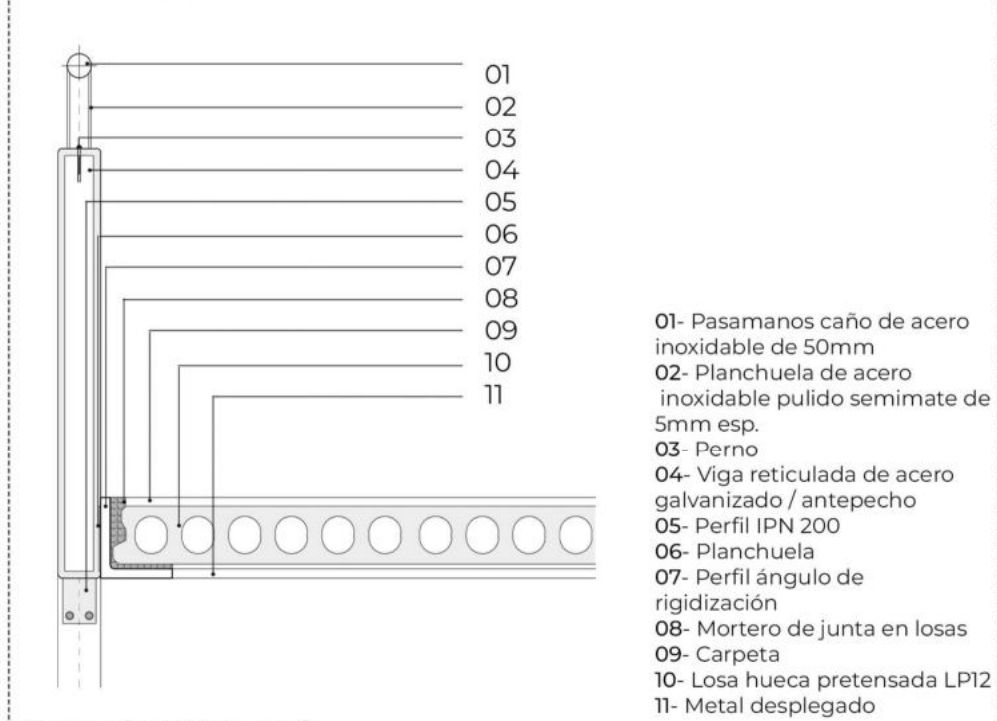 01
02
03
04
05
06
07
08
09
10
11
01- Pasamanos caño de acero
inoxidable de 50mm
02- Planchuela de acero
inoxidable pulido semimate de
5mm esp.
03- Perno
04- Viga reticulada de acero
galvanizado / antepecho
05- Perfil IPN 200
06- Planchuela
07- Perfil ángulo de
rigidización
08- Mortero de junta en losas
09- Carpeta
10- Losa hueca pretensada LP12
11- Metal desplegado